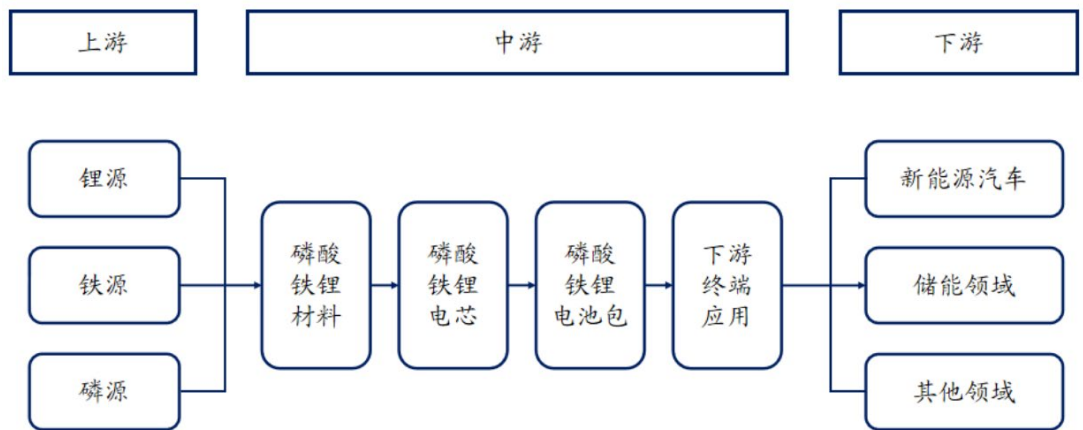 上游
中游
下游
锂源
铁源
磷源
磷酸
铁锂
材料
磷酸
铁锂
电芯
磷酸
铁锂
电池包
下游
终端
应用
新能源汽车
储能领域
其他领域